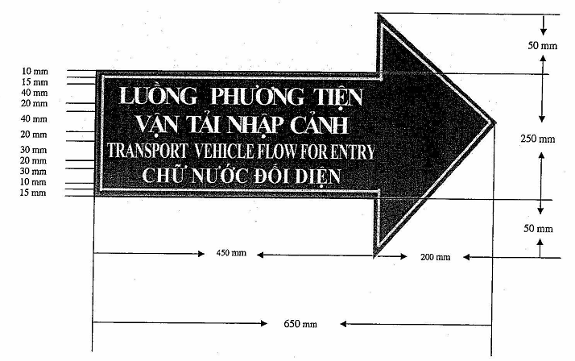 50 mm
10 mm
15 mm
40 mm
20 mm
40 mm
20 mm
30 mm
20 mm
30 mm
10 mm
15 mm
LUỒNG PHƯƠNG TIỆN
VẬN TẢI NHẬP CẢNH
TRANSPORT VEHICLE FLOW FOR ENTRY
CHỮ NƯỚC ĐỐI DIỆN
250 mm
50 mm
450 mm
200 mm
650 mm